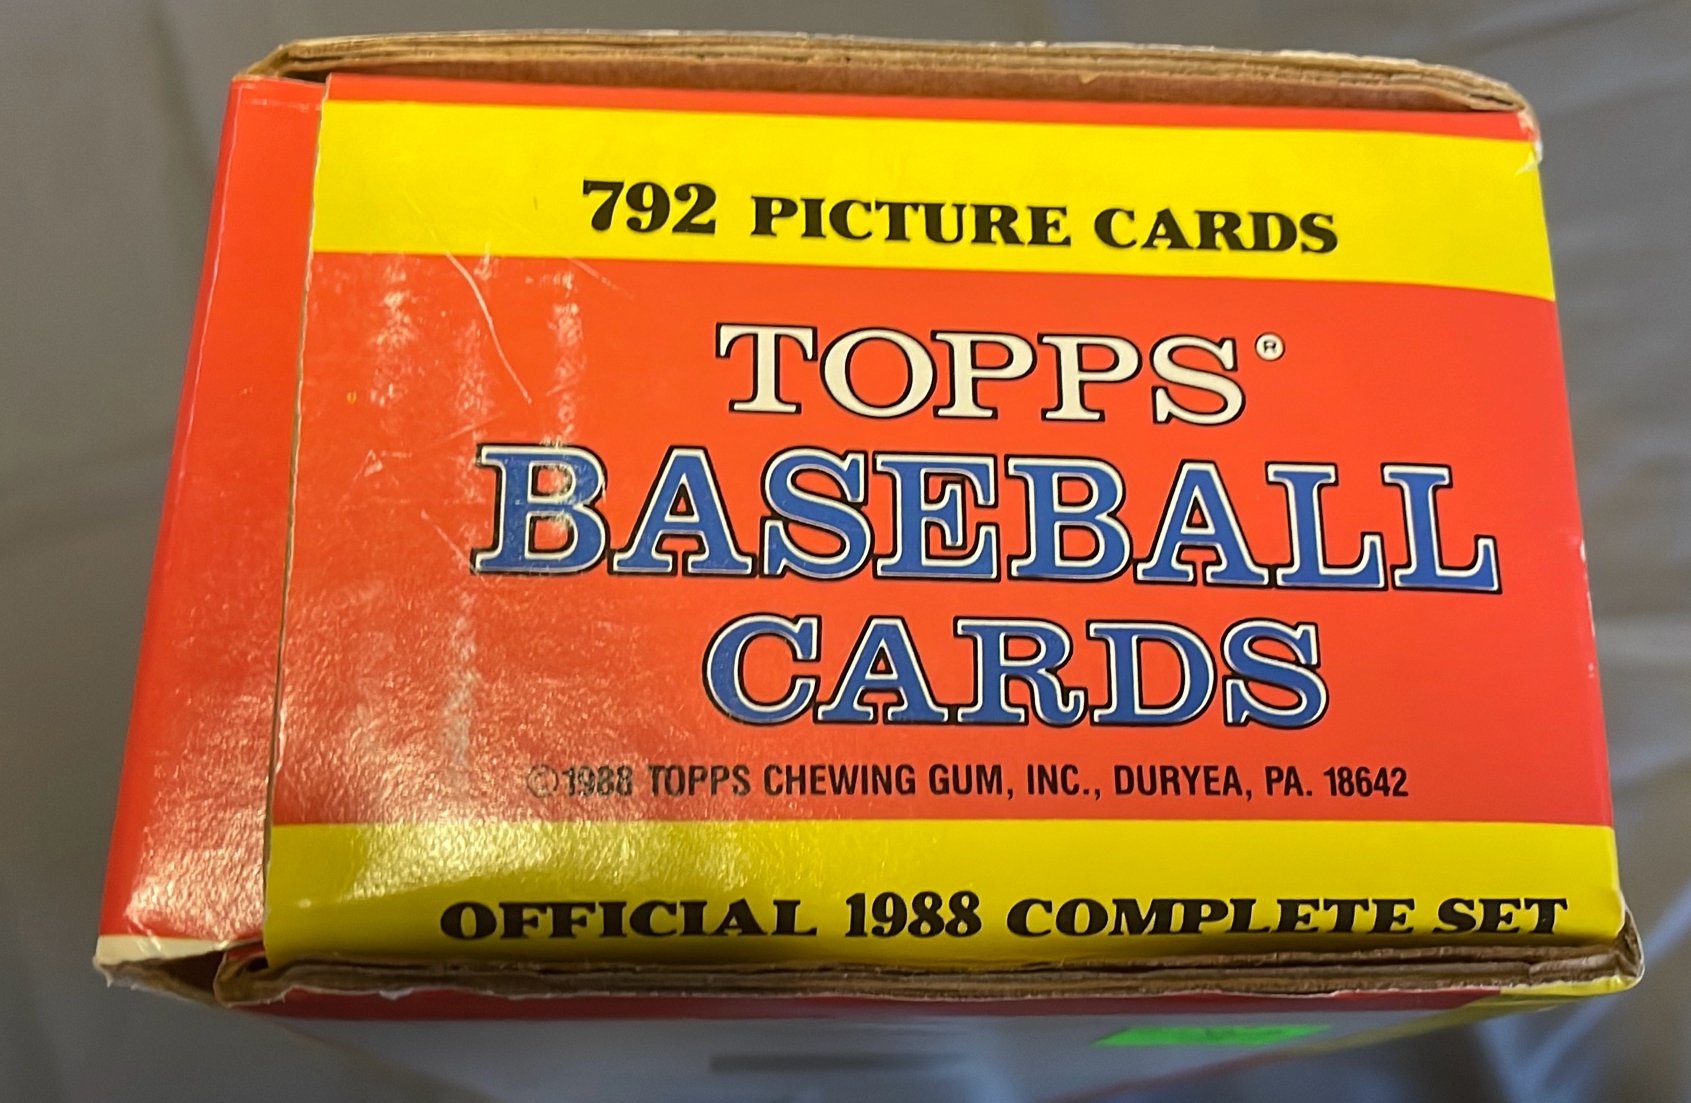 792 PICTURE CARDS
TOPPS®
BASEBALL
CARDS
©1988 TOPPS CHEWING GUM, INC., DURYEA, PA. 18642
OFFICIAL 1988 COMPLETE SET